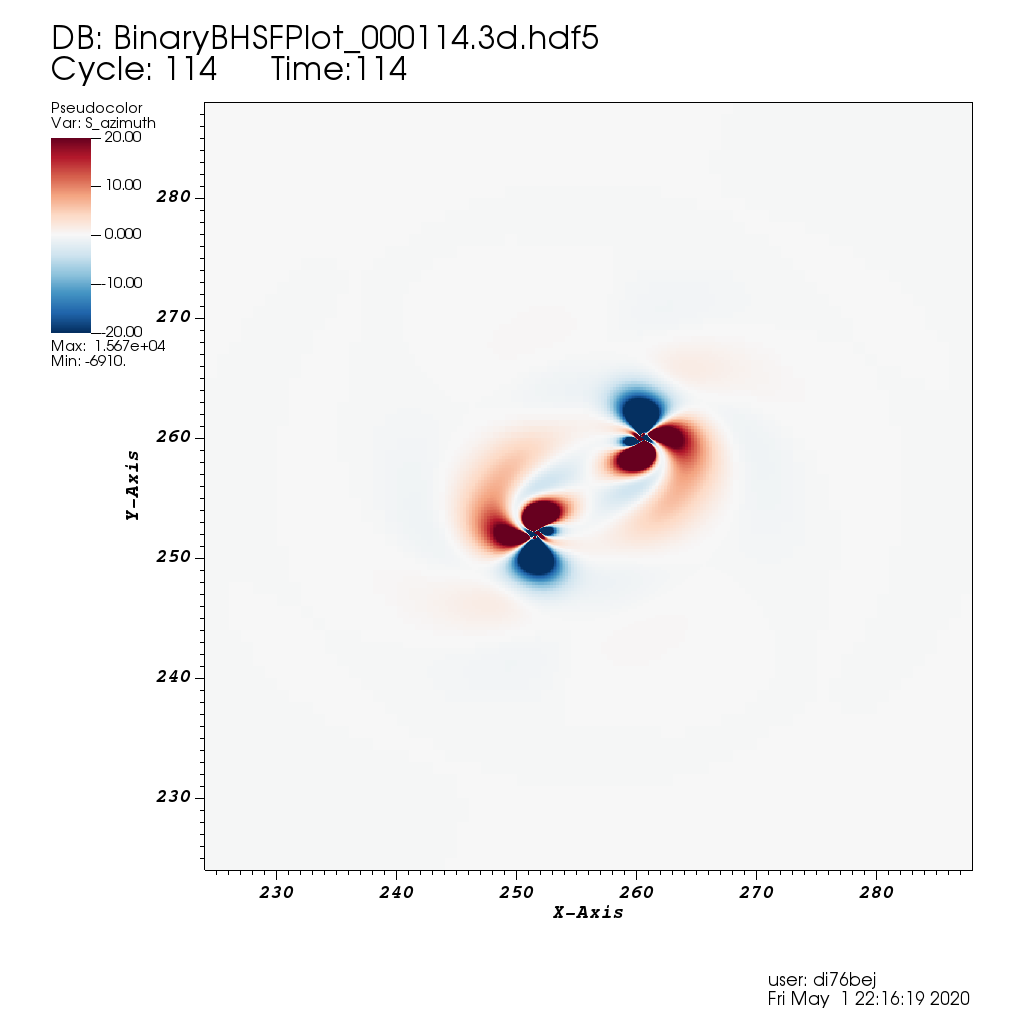 DB: BinaryBHSFPlot_000114.3d.hdf5
Cycle: 114 Time:114
Pseudocolor
Var: S_azimuth
20.00
10.00
0.000
-10.00
-20.00
Max: 1.567e+04
Min: -6910.
280
270
260
250
240
230
Y-Axis
230 240 250 260 270 280
X-Axis
user: di76bej
Fri May 1 22:16:19 2020